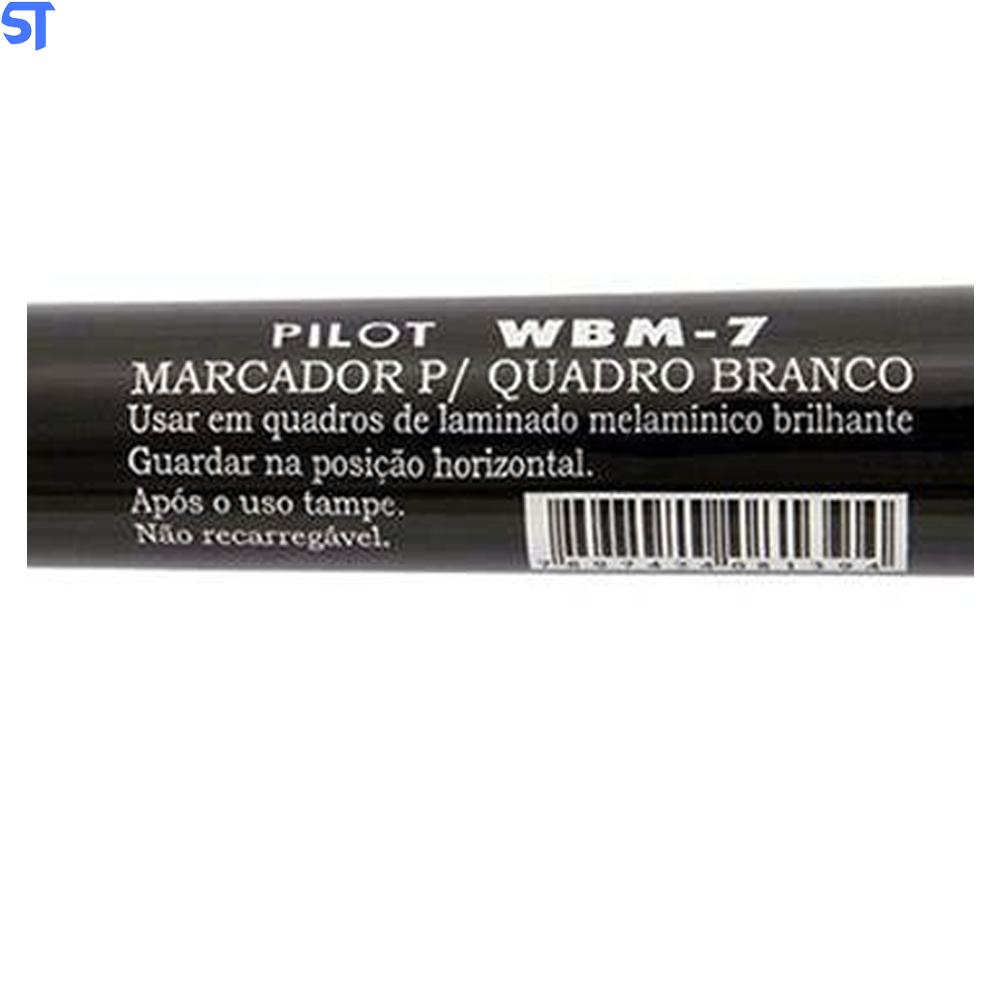 ST
PILOT WBM-7
MARCADOR P/ QUADRO BRANCO
Usar em quadros de laminado melamínico brilhante
Guardar na posição horizontal.
Após o uso tampe.
Não recarregável.